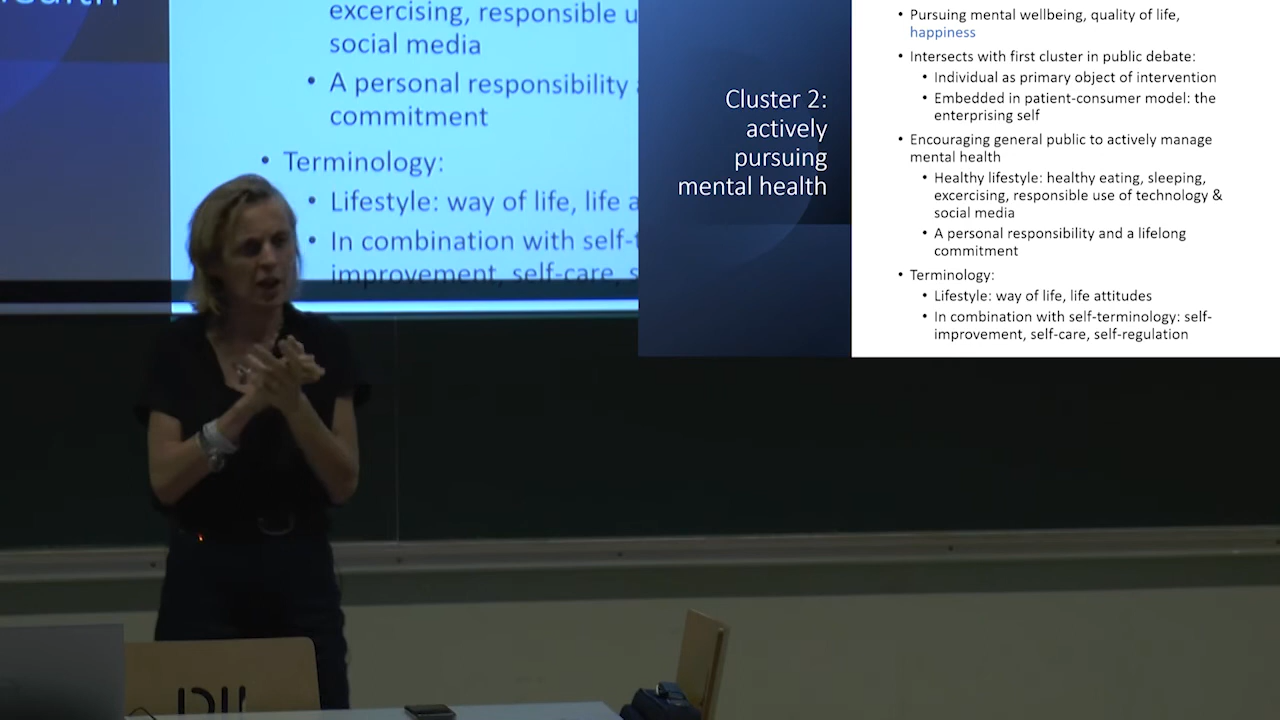 excercising, responsible u
social media
• A personal responsibility
commitment
• Terminology:
• Lifestyle: way of life, life a
• In combination with self-t
improvement, self-care, s
Cluster 2:
actively
pursuing
mental health
• Pursuing mental wellbeing, quality of life,
happiness
• Intersects with first cluster in public debate:
• Individual as primary object of intervention
• Embedded in patient-consumer model: the
enterprising self
• Encouraging general public to actively manage
mental health
• Healthy lifestyle: healthy eating, sleeping,
excercising, responsible use of technology &
social media
• A personal responsibility and a lifelong
commitment
• Terminology:
• Lifestyle: way of life, life attitudes
• In combination with self-terminology: self-
improvement, self-care, self-regulation